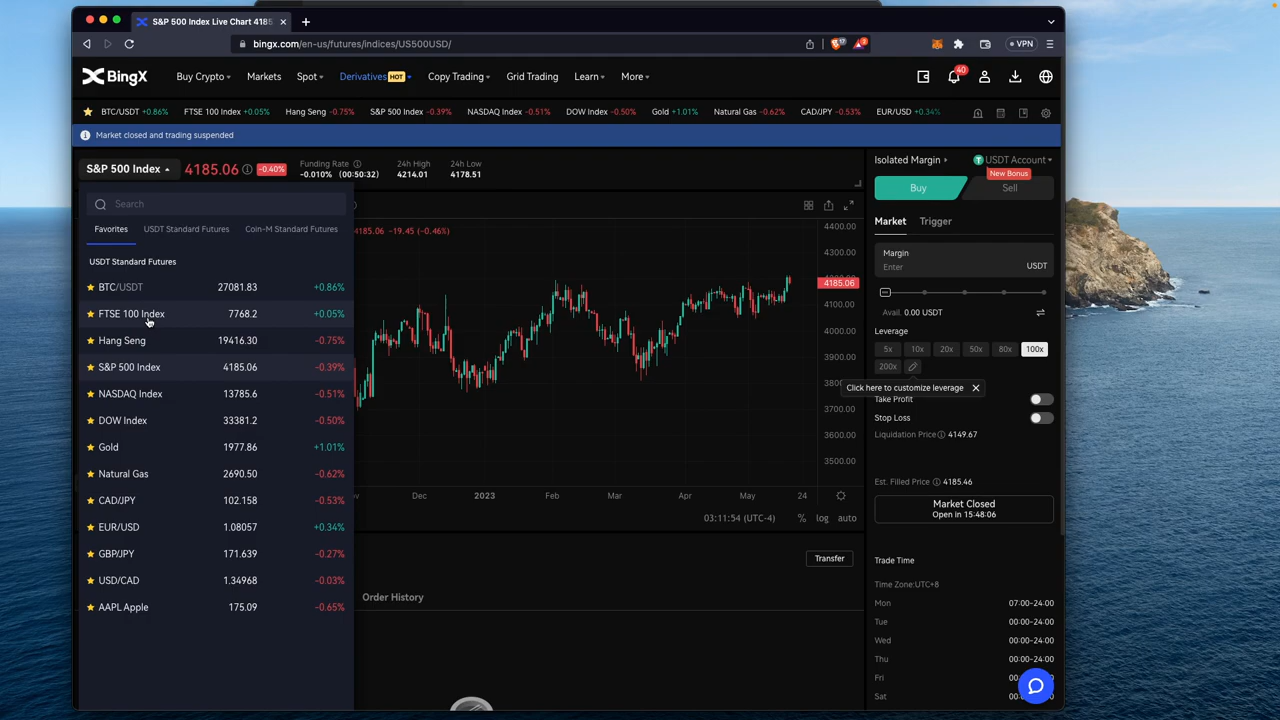 S&P 500 Index Live Chart 4185
bingx.com/en-us/futures/indices/US500USD/
VPN
BingX
Buy Crypto
Markets
Spot
Derivatives
HOT
Copy Trading
Grid Trading
Learn
More
40
BTC/USDT +0.86%
FTSE 100 Index +0.05%
Hang Seng -0.75%
S&P 500 Index -0.39%
NASDAQ Index -0.51%
DOW Index -0.50%
Gold +1.01%
Natural Gas -0.62%
CAD/JPY -0.53%
EUR/USD +0.34%
Market closed and trading suspended
S&P 500 Index
4185.06
-0.40%
Funding Rate
-0.010% (00:50:32)
24h High
4214.01
24h Low
4178.51
Search
Favorites
USDT Standard Futures
Coin-M Standard Futures
USDT Standard Futures
BTC/USDT 27081.83 +0.86%
FTSE 100 Index 7768.2 +0.05%
Hang Seng 19416.30 -0.75%
S&P 500 Index 4185.06 -0.39%
NASDAQ Index 13785.6 -0.51%
DOW Index 33381.2 -0.50%
Gold 1977.86 +1.01%
Natural Gas 2690.50 -0.62%
CAD/JPY 102.158 -0.53%
EUR/USD 1.08057 +0.34%
GBP/JPY 171.639 -0.27%
USD/CAD 1.34968 -0.03%
AAPL Apple 175.09 -0.65%
4185.06 -19.45 (-0.46%)
4400.00
4300.00
4185.06
4100.00
4000.00
3900.00
3800.00
3700.00
3600.00
3500.00
Dec
2023
Feb
Mar
Apr
May
24
03:11:54 (UTC-4)
%
log
auto
Transfer
Order History
Isolated Margin
USDT Account
New Bonus
Buy
Sell
Market
Trigger
Margin
Enter
USDT
Avail. 0.00 USDT
Leverage
5x
10x
20x
50x
80x
100x
200x
Click here to customize leverage
Take Profit
Stop Loss
Liquidation Price 4149.67
Est. Filled Price 4185.46
Market Closed
Open in 15:48:06
Trade Time
Time Zone:UTC+8
Mon 07:00-24:00
Tue 00:00-24:00
Wed 00:00-24:00
Thu 00:00-24:00
Fri
Sat